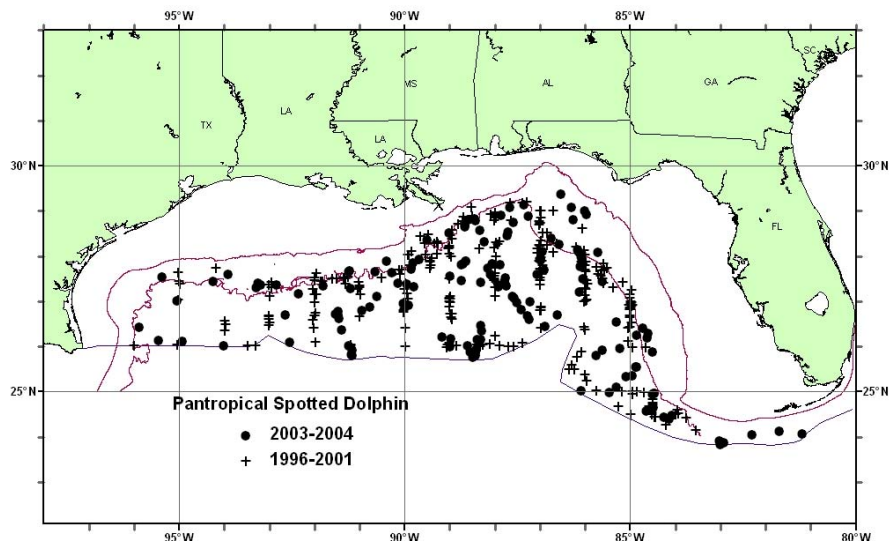 95°W 90°W 85°W
SC
MS AL GA
LA
TX LA
30°N 30°N
FL
25°N 25°N
Pantropical Spotted Dolphin
2003-2004
1996-2001
95°W 90°W 85°W 80°W